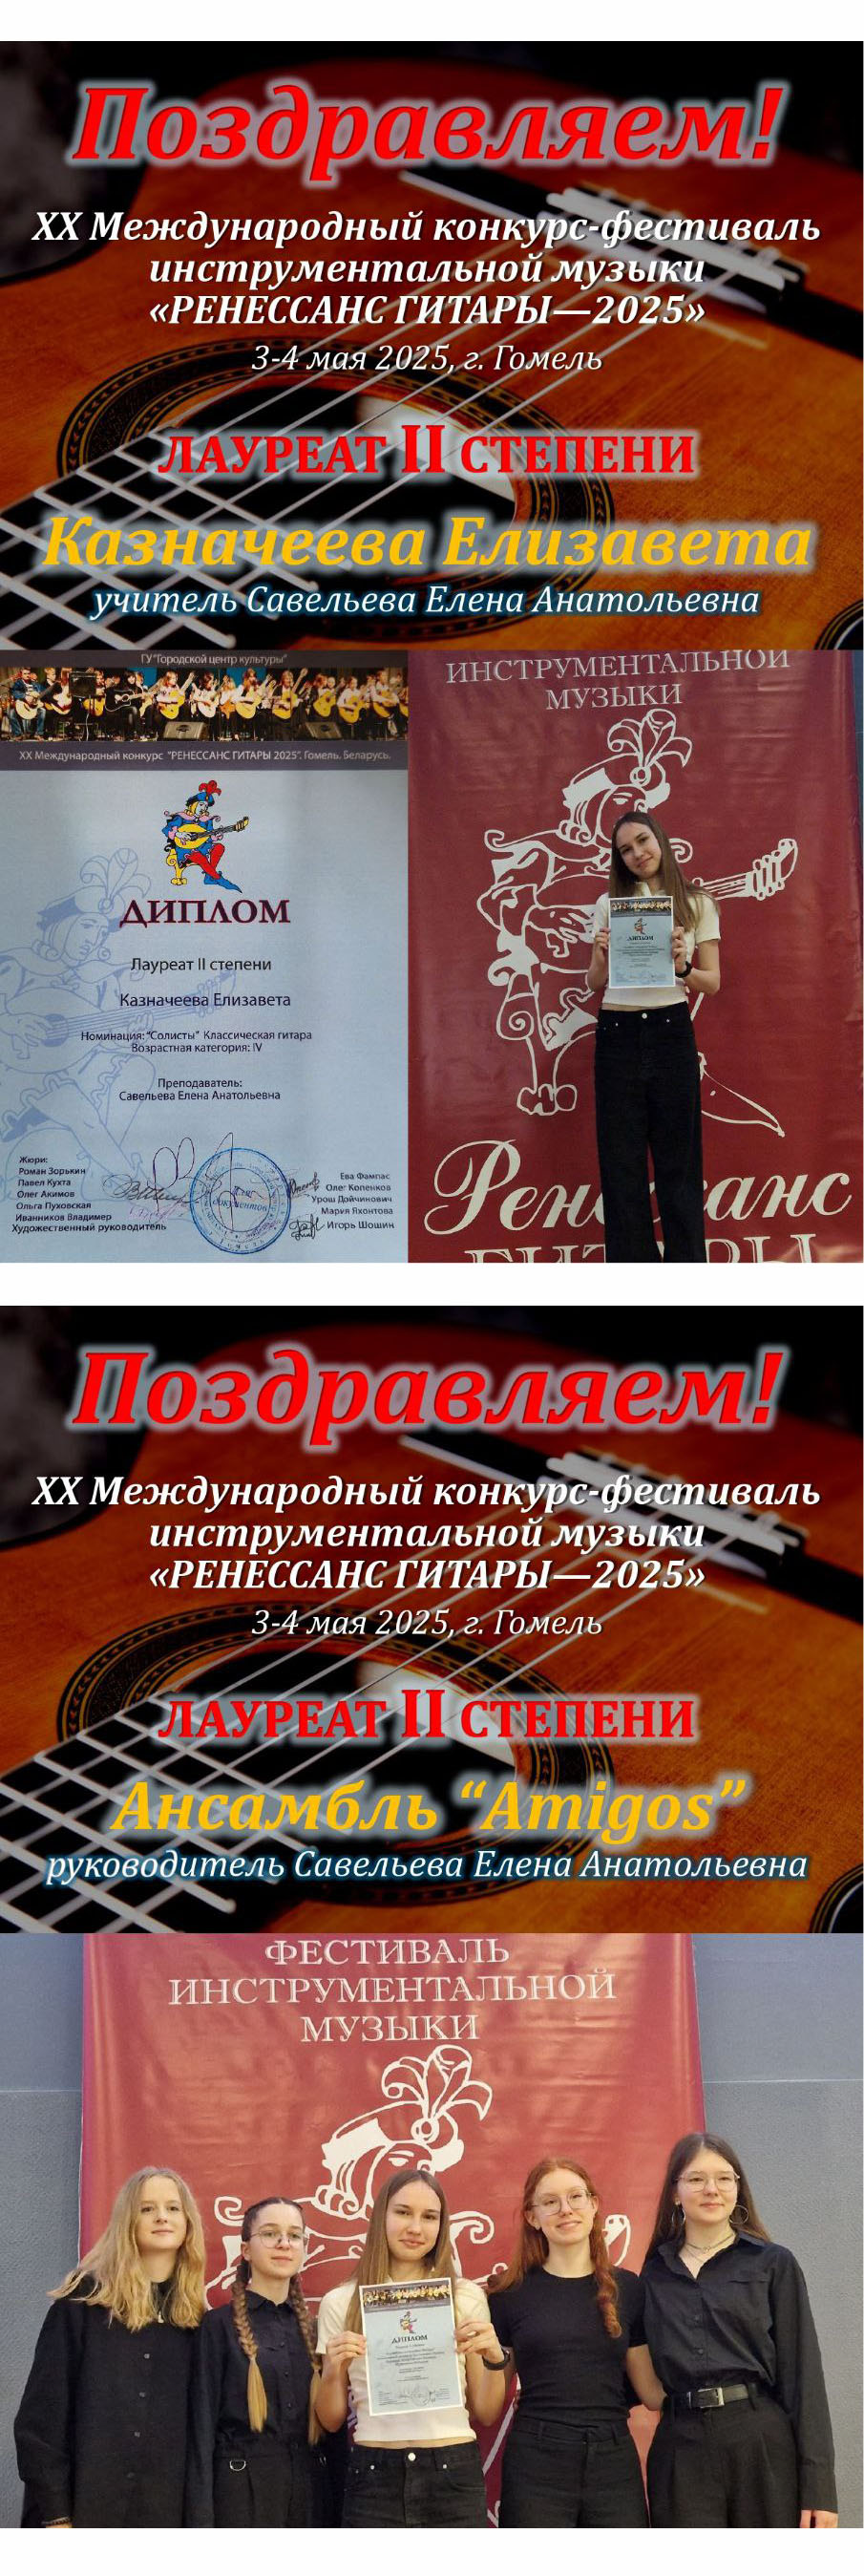 Поздравляем!
XX Международный конкурс-фестиваль
инструментальной музыки
«РЕНЕССАНС ГИТАРЫ—2025»
3-4 мая 2025, г. Гомель
ЛАУРЕАТ II СТЕПЕНИ
Казначеева Елизавета
учитель Савельева Елена Анатольевна
ГУ"Городской центр культуры"
XX Международный конкурс "РЕНЕССАНС ГИТАРЫ 2025". Гомель. Беларусь.
ДИПЛОМ
Лауреат II степени
Казначеева Елизавета
Номинация: "Солисты" Классическая гитара
Возрастная категория: IV
Преподаватель:
Савельева Елена Анатольевна
Жюри:
Роман Зорькин
Павел Кухта
Олег Акимов
Ольга Пуховская
Иванников Владимир
Художественный руководитель
Ева Фампас
Олег Копенков
Урош Дойчинович
Мария Яхонтова
Игорь Шошин
ИНСТРУМЕНТАЛЬНОЙ
МУЗЫКИ
ДИПЛОМ
Рен анс
ГИТАРЫ
Поздравляем!
XX Международный конкурс-фестиваль
инструментальной музыки
«РЕНЕССАНС ГИТАРЫ—2025»
3-4 мая 2025, г. Гомель
ЛАУРЕАТ II СТЕПЕНИ
Ансамбль “Amigos”
руководитель Савельева Елена Анатольевна
ФЕСТИВАЛЬ
ИНСТРУМЕНТАЛЬНОЙ
МУЗЫКИ
ДИПЛОМ